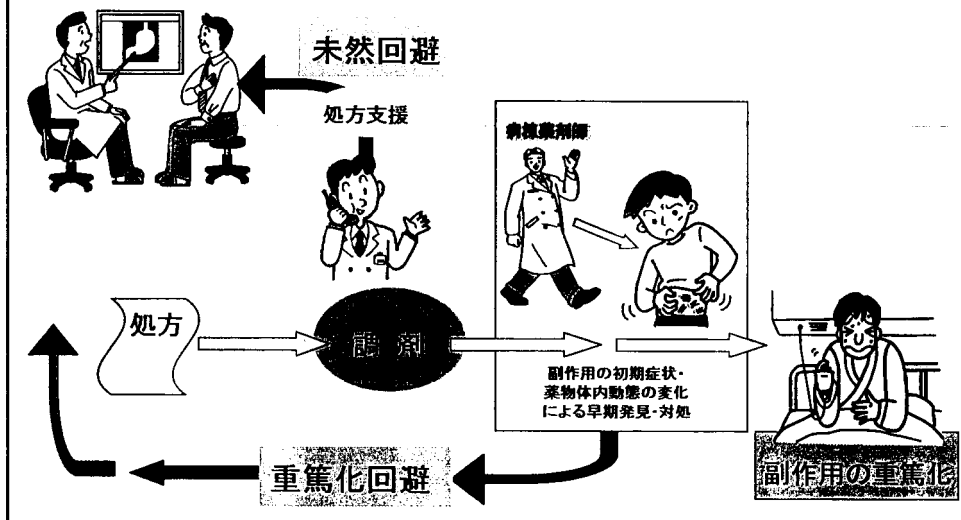 未然回避
処方支援
病棟薬剤師
処方
調剤
副作用の初期症状・
薬物体内動態の変化
による早期発見・対処
重篤化回避
副作用の重篤化